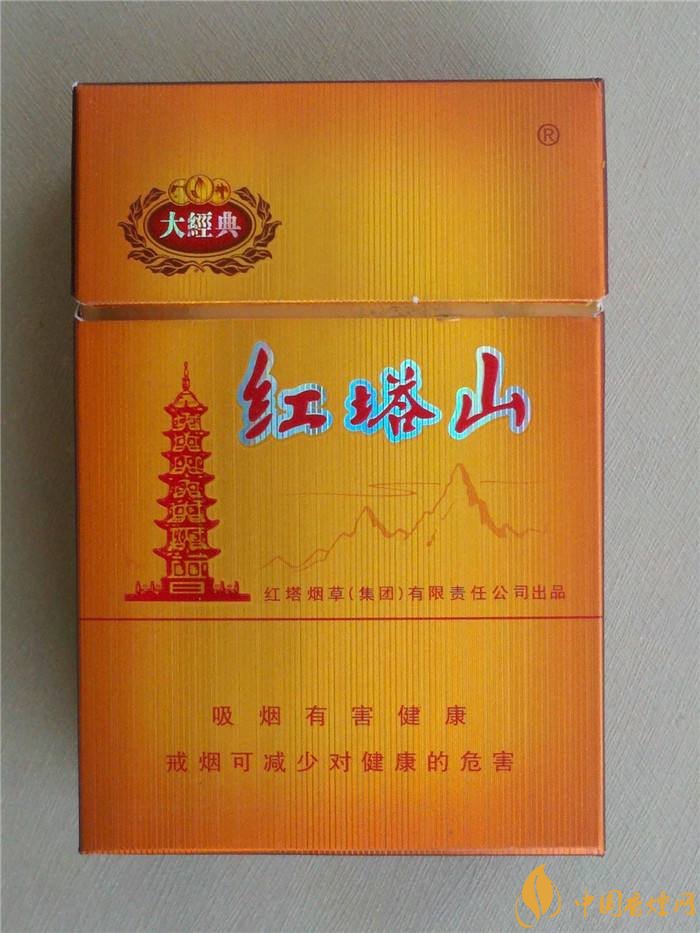 ®
大經典
红塔山
红塔烟草(集团)有限责任公司出品
吸烟有害健康
戒烟可减少对健康的危害
中国香烟网